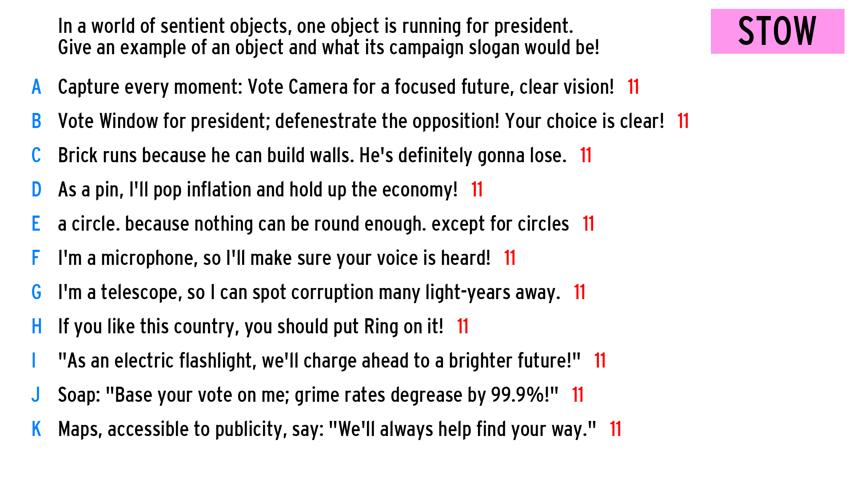 In a world of sentient objects, one object is running for president.
Give an example of an object and what its campaign slogan would be!
STOW
A Capture every moment: Vote Camera for a focused future, clear vision! 11
B Vote Window for president; defenestrate the opposition! Your choice is clear! 11
C Brick runs because he can build walls. He's definitely gonna lose. 11
D As a pin, I'll pop inflation and hold up the economy! 11
E a circle. because nothing can be round enough. except for circles 11
F I'm a microphone, so I'll make sure your voice is heard! 11
G I'm a telescope, so I can spot corruption many light-years away. 11
H If you like this country, you should put Ring on it! 11
I "As an electric flashlight, we'll charge ahead to a brighter future!" 11
J Soap: "Base your vote on me; grime rates degrease by 99.9%!" 11
K Maps, accessible to publicity, say: "We'll always help find your way." 11